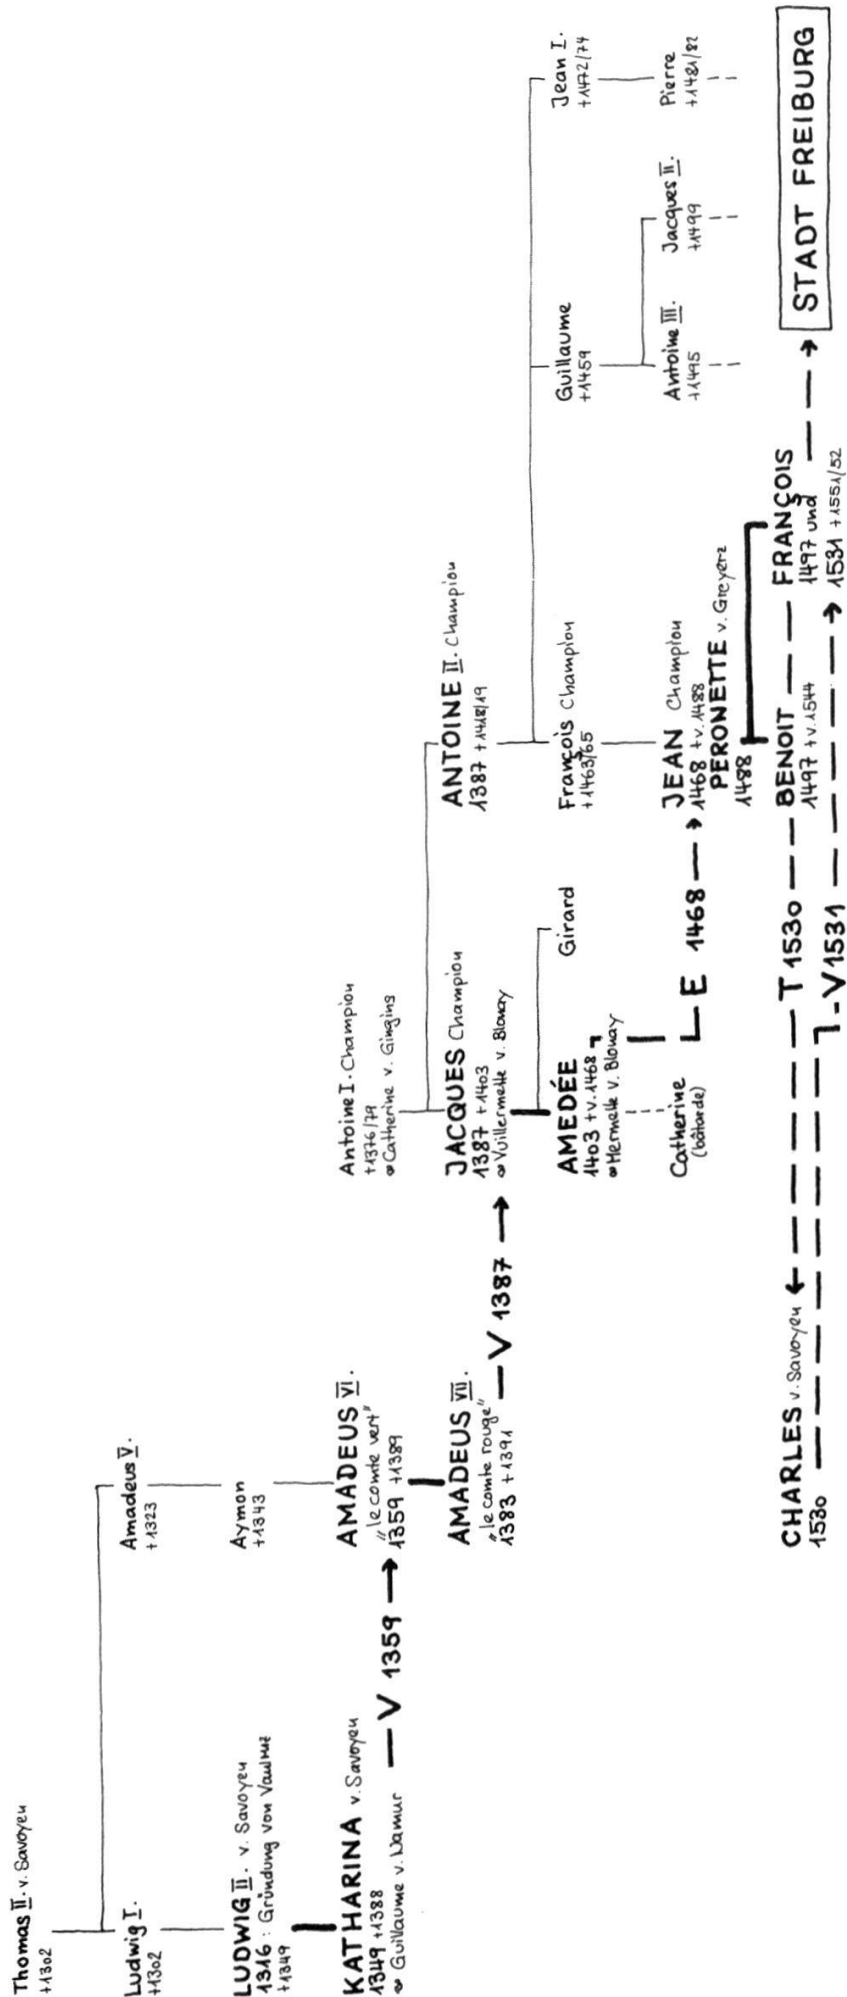 Thomas II. v. Savoyen
+1302
Ludwig I.
+1302
Amadeus V.
+1323
LUDWIG II. v. Savoyen
1316: Gründung von Vaulruz
+1349
Aymon
+1343
KATHARINA v. Savoyen
1349 +1388
∞ Guillaume v. Namur
V 1359
AMADEUS VI.
"le comte vert"
1359 +1389
Antoine I. Champion
+1376/79
∞ Catherine v. Gingins
AMADEUS VII.
"le comte rouge"
1383 +1391
V 1387
JACQUES Champion
1387 +1403
∞ Vuillermette v. Blonay
ANTOINE II. Champion
1387 +1418/19
AMEDÉE
1403 +v.1468
∞ Hermette v. Blonay
Girard
François Champion
+1463/65
Guillaume
+1459
Jean I.
+1472/74
Catherine
(bâtarde)
LE 1468
JEAN Champion
1468 +v.1488
PERONETTE v. Greyerz
1488
Antoine III.
+1495
Jacques II.
+1499
Pierre
+1481/82
CHARLES v. Savoyen
1530
T 1530
BENOIT
1497 +v.1544
FRANÇOIS
1497 und
1531 +1551/52
STADT FREIBURG
V 1531